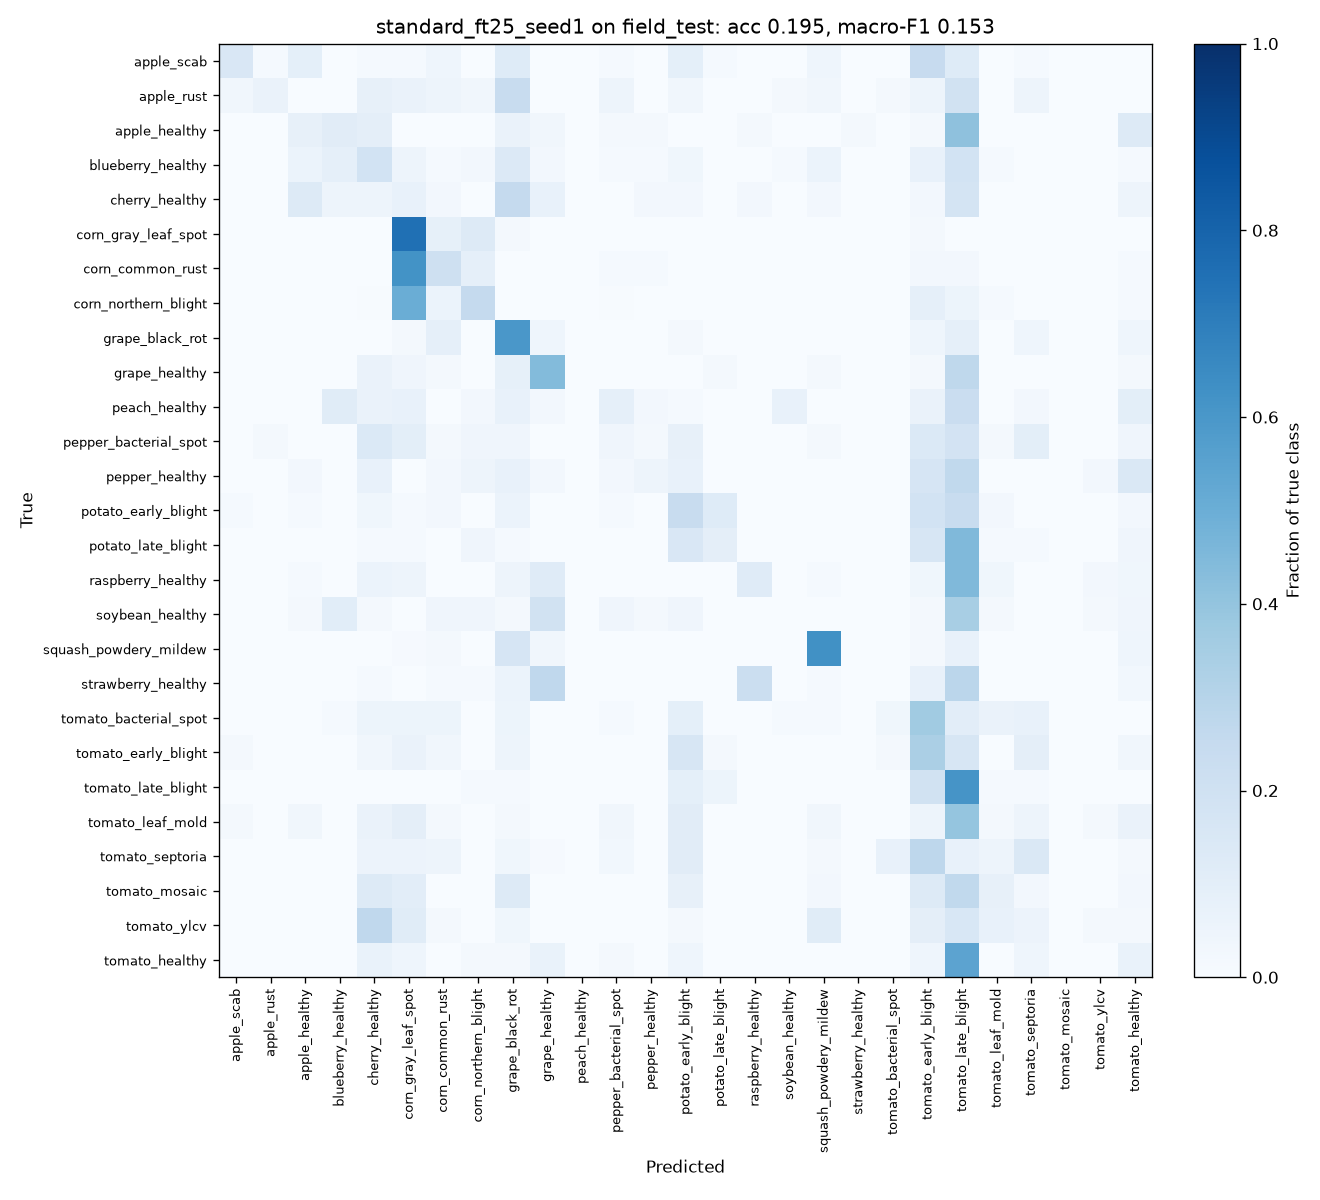 standard_ft25_seed1 on field_test: acc 0.195, macro-F1 0.153
True
apple_scab
apple_rust
apple_healthy
blueberry_healthy
cherry_healthy
corn_gray_leaf_spot
corn_common_rust
corn_northern_blight
grape_black_rot
grape_healthy
peach_healthy
pepper_bacterial_spot
pepper_healthy
potato_early_blight
potato_late_blight
raspberry_healthy
soybean_healthy
squash_powdery_mildew
strawberry_healthy
tomato_bacterial_spot
tomato_early_blight
tomato_late_blight
tomato_leaf_mold
tomato_septoria
tomato_mosaic
tomato_ylcv
tomato_healthy
apple_scab
apple_rust
apple_healthy
blueberry_healthy
cherry_healthy
corn_gray_leaf_spot
corn_common_rust
corn_northern_blight
grape_black_rot
grape_healthy
peach_healthy
pepper_bacterial_spot
pepper_healthy
potato_early_blight
potato_late_blight
raspberry_healthy
soybean_healthy
squash_powdery_mildew
strawberry_healthy
tomato_bacterial_spot
tomato_early_blight
tomato_late_blight
tomato_leaf_mold
tomato_septoria
tomato_mosaic
tomato_ylcv
tomato_healthy
Predicted
1.0
0.8
0.6
0.4
0.2
0.0
Fraction of true class